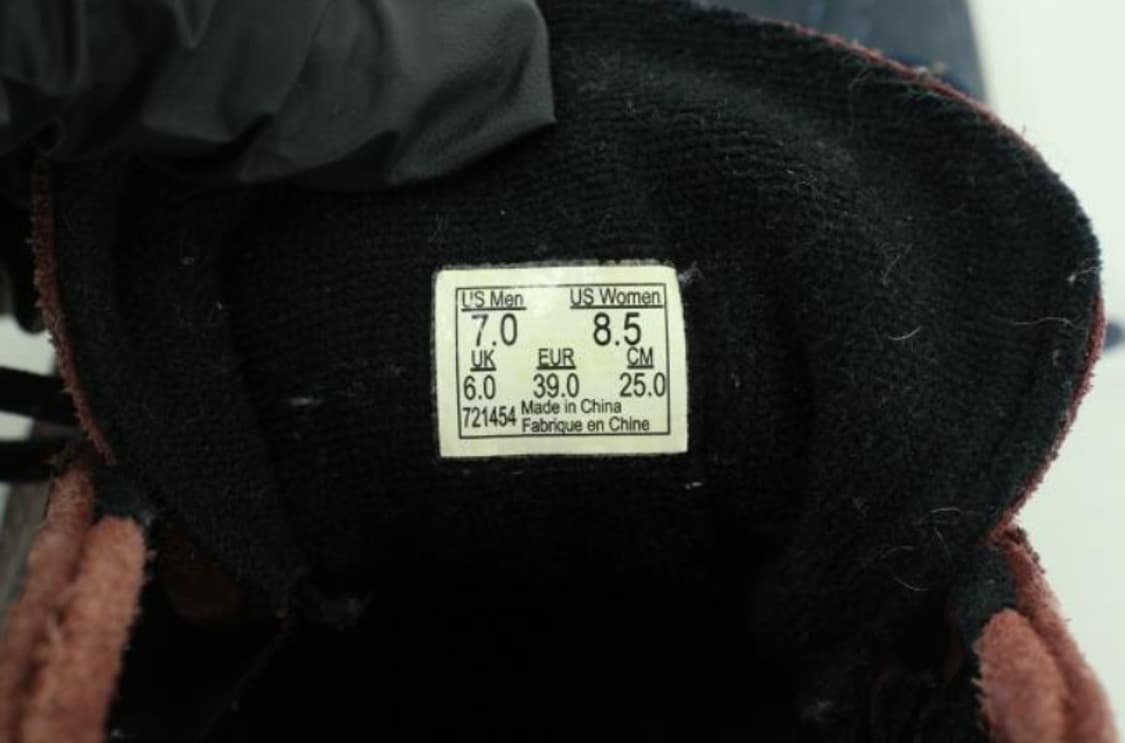 US Men US Women
7.0 8.5
UK EUR CM
6.0 39.0 25.0
721454 Made in China
Fabrique en Chine